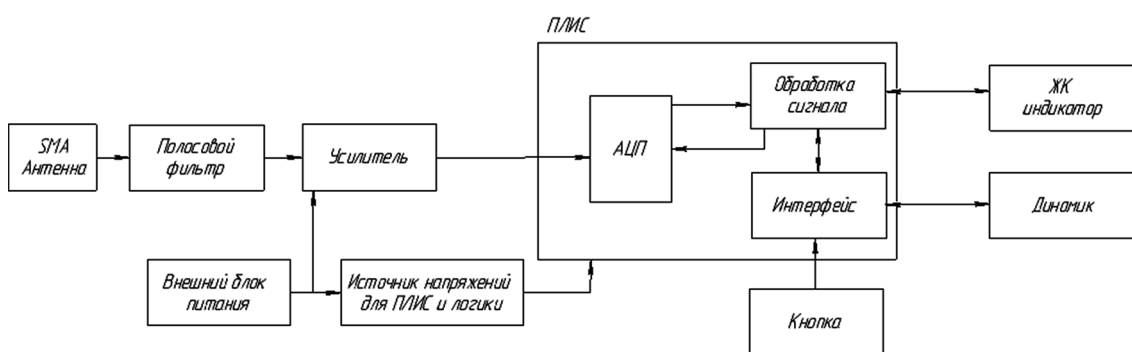 ПЛИС
Обработка
сигнала
ЖК
индикатор
SMA
Антенна
Полосовой
фильтр
Усилитель
АЦП
Интерфейс
Динамик
Внешний блок
питания
Источник напряжений
для ПЛИС и логики
Кнопка